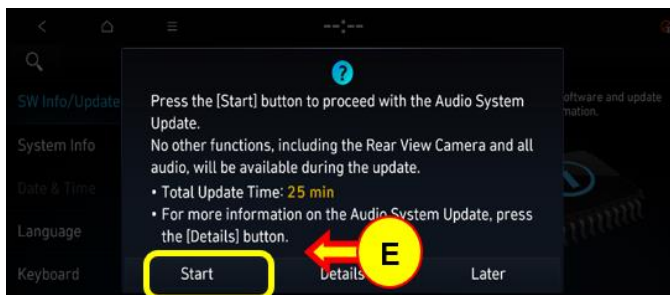 --:--
SW Info/Update
System Info
Date & Time
Language
Keyboard
?
Press the [Start] button to proceed with the Audio System
Update.
No other functions, including the Rear View Camera and all
audio, will be available during the update.
• Total Update Time: 25 min
• For more information on the Audio System Update, press
the [Details] button.
E
Start
Details
Later
oftware and update
mation.